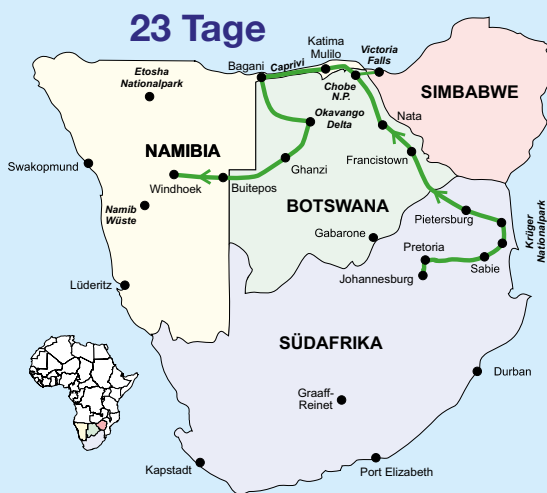 23 Tage
Katima
Mulilo
Victoria
Falls
Bagani
Caprivi
Etosha
Nationalpark
Chobe
N.P.
SIMBABWE
Okavango
Delta
Nata
NAMIBIA
Francistown
Swakopmund
Ghanzi
Windhoek
Buitepos
BOTSWANA
Namib
Wüste
Pietersburg
Krüger
Nationalpark
Gabarone
Pretoria
Sabie
Johannesburg
Lüderitz
SÜDAFRIKA
Durban
Graaff-
Reinet
Kapstadt
Port Elizabeth